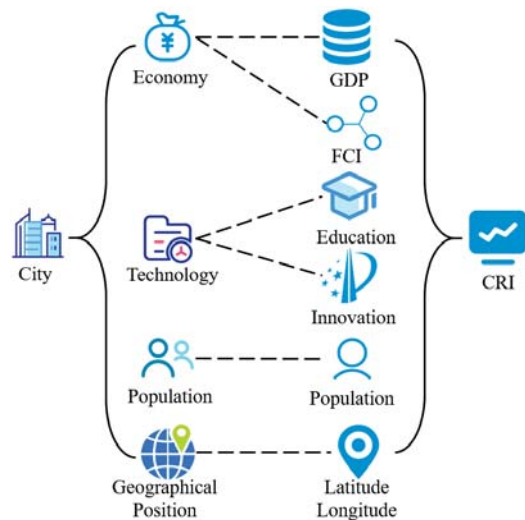 Economy
GDP
FCI
Education
City
Technology
CRI
Innovation
Population
Population
Geographical
Position
Latitude
Longitude